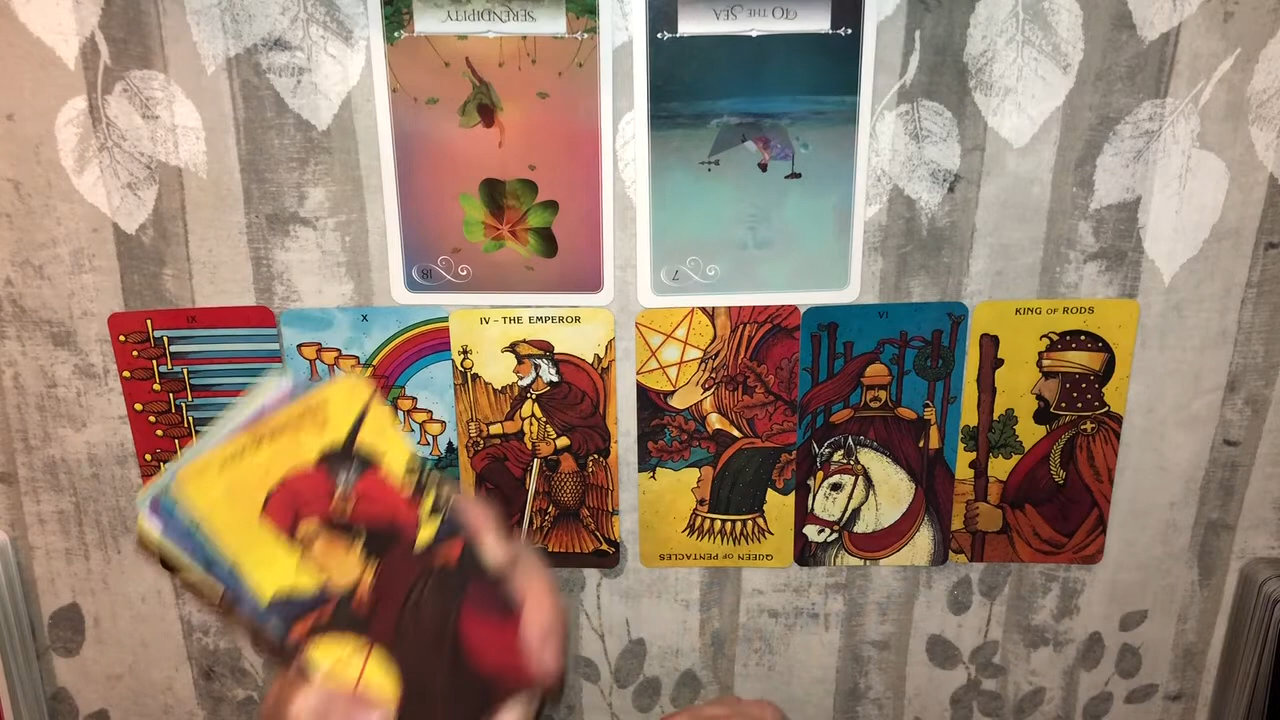 SERENDIPITY
TO THE SEA
18
7
IX
X
IV – THE EMPEROR
VI
KING OF RODS
QUEEN OF PENTACLES